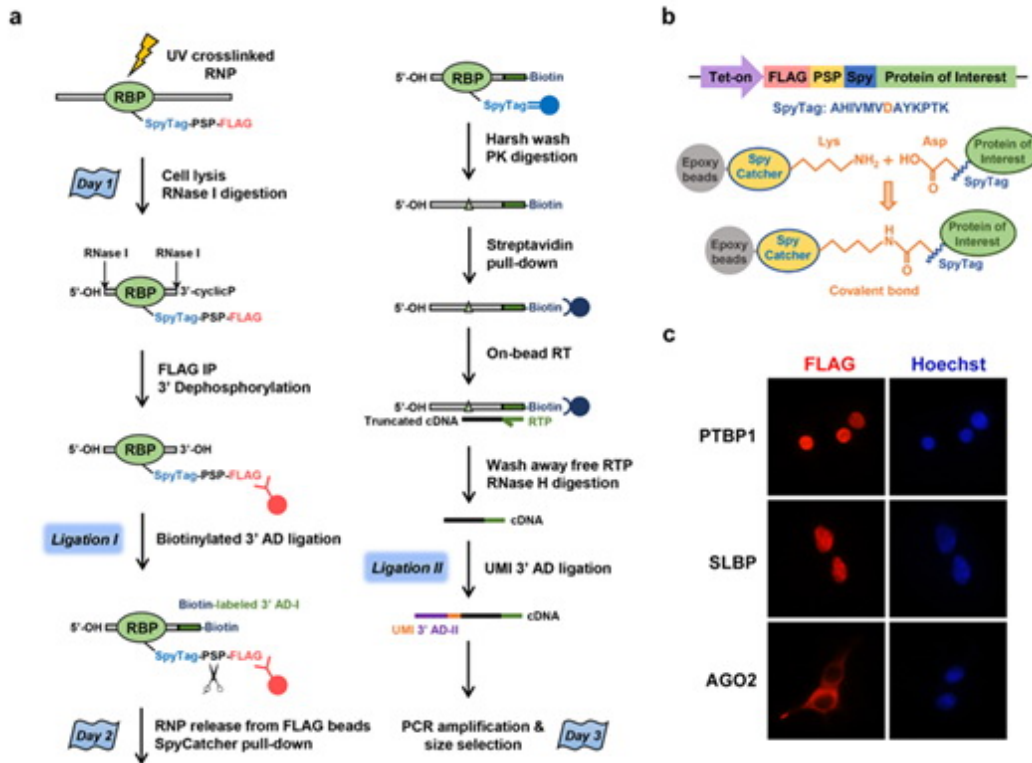 a
UV crosslinked
RNP
RBP
SpyTag-PSP-FLAG
Day 1
Cell lysis
RNase I digestion
RNase I
RNase I
5'-OH
RBP
3'-cyclicP
SpyTag-PSP-FLAG
FLAG IP
3' Dephosphorylation
5'-OH
RBP
3'-OH
SpyTag-PSP-FLAG
Ligation I
Biotinylated 3' AD ligation
Biotin-labeled 3' AD-I
5'-OH
RBP
Biotin
SpyTag-PSP-FLAG
Day 2
RNP release from FLAG beads
SpyCatcher pull-down
5'-OH
RBP
Biotin
SpyTag
Harsh wash
PK digestion
5'-OH
Biotin
Streptavidin
pull-down
5'-OH
Biotin
On-bead RT
5'-OH
Biotin
Truncated cDNA
RTP
Wash away free RTP
RNase H digestion
cDNA
Ligation II
UMI 3' AD ligation
cDNA
UMI 3' AD-II
PCR amplification &
size selection
Day 3
b
Tet-on
FLAG
PSP
Spy
Protein of Interest
SpyTag: AHIVMVDAYKPTK
Lys
Asp
Epoxy
beads
Spy
Catcher
NH2
+
HO
O
Protein of
Interest
SpyTag
Epoxy
beads
Spy
Catcher
H
N
O
Protein of
Interest
SpyTag
Covalent bond
c
FLAG
Hoechst
PTBP1
SLBP
AGO2